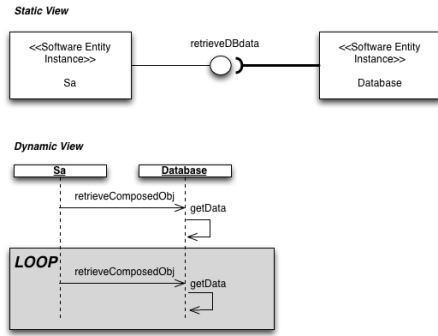 Static View
<<Software Entity
Instance>>
Sa
retrieveDBdata
<<Software Entity
Instance>>
Database
Dynamic View
Sa
Database
retrieveComposedObj
getData
LOOP
retrieveComposedObj
getData